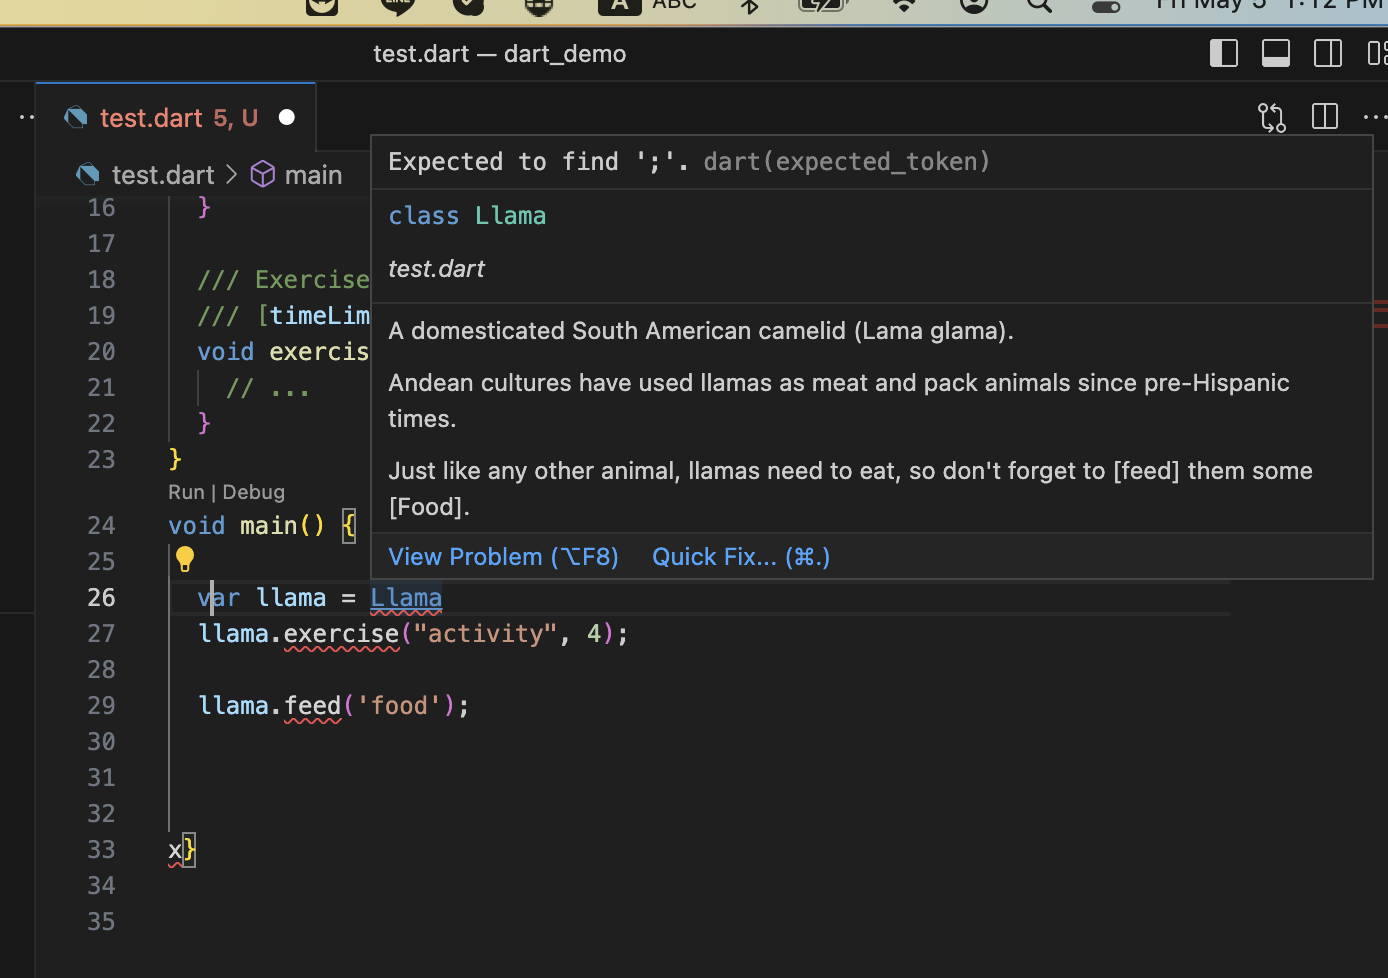 LINE A ABC Fri May 5 1:12 PM
test.dart — dart_demo
test.dart 5, U
test.dart > main
Expected to find ';'. dart(expected_token)
class Llama
test.dart
A domesticated South American camelid (Lama glama).
Andean cultures have used llamas as meat and pack animals since pre-Hispanic
times.
Just like any other animal, llamas need to eat, so don't forget to [feed] them some
[Food].
View Problem (⌥F8) Quick Fix... (⌘.)
16 }
17
18 /// Exercise
19 /// [timeLim
20 void exercis
21 // ...
22 }
23 }
Run | Debug
24 void main() {
25
26 var llama = Llama
27 llama.exercise("activity", 4);
28
29 llama.feed('food');
30
31
32
33 x}
34
35